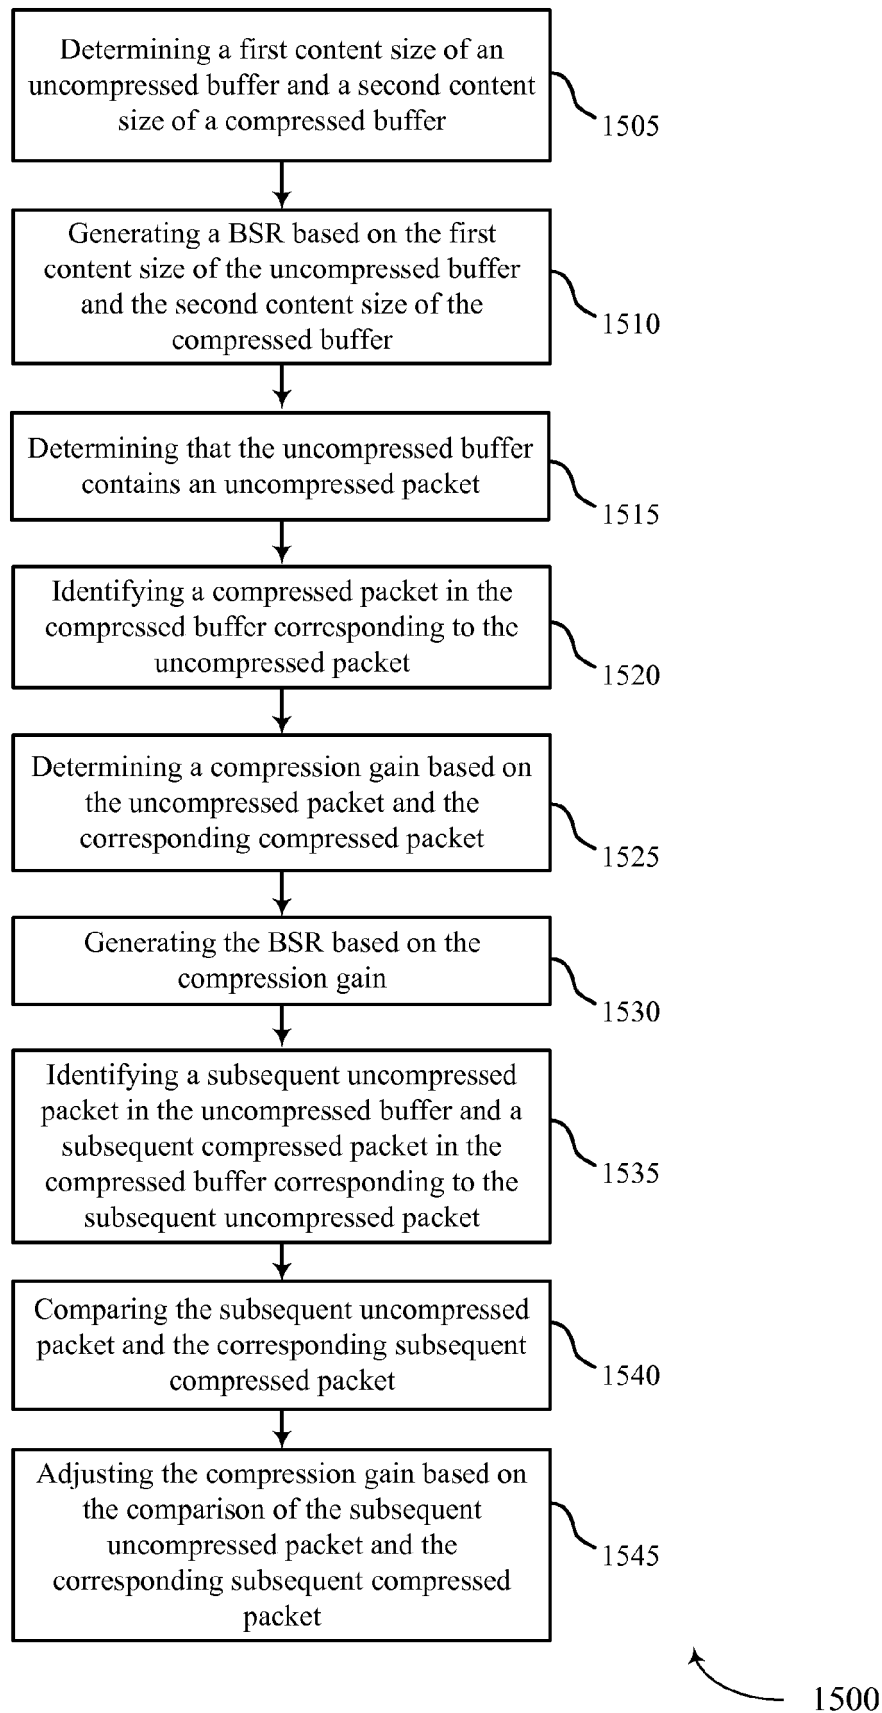 Determining a first content size of an
uncompressed buffer and a second content
size of a compressed buffer
1505
Generating a BSR based on the first
content size of the uncompressed buffer
and the second content size of the
compressed buffer
1510
Determining that the uncompressed buffer
contains an uncompressed packet
1515
Identifying a compressed packet in the
compressed buffer corresponding to the
uncompressed packet
1520
Determining a compression gain based on
the uncompressed packet and the
corresponding compressed packet
1525
Generating the BSR based on the
compression gain
1530
Identifying a subsequent uncompressed
packet in the uncompressed buffer and a
subsequent compressed packet in the
compressed buffer corresponding to the
subsequent uncompressed packet
1535
Comparing the subsequent uncompressed
packet and the corresponding subsequent
compressed packet
1540
Adjusting the compression gain based on
the comparison of the subsequent
uncompressed packet and the
corresponding subsequent compressed
packet
1545
1500